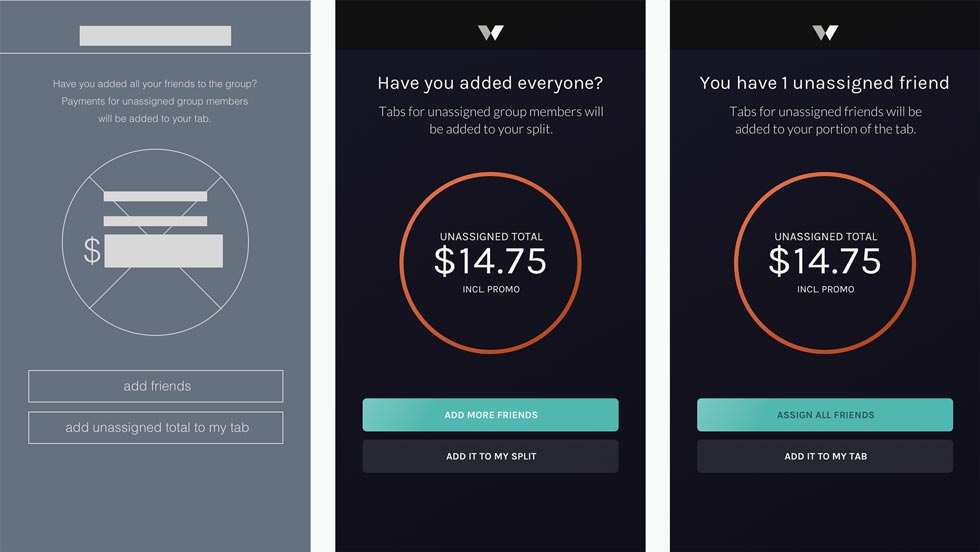 Have you added all your friends to the group?
Payments for unassigned group members
will be added to your tab.
$
add friends
add unassigned total to my tab
Have you added everyone?
Tabs for unassigned group members will
be added to your split.
UNASSIGNED TOTAL
$14.75
INCL. PROMO
ADD MORE FRIENDS
ADD IT TO MY SPLIT
You have 1 unassigned friend
Tabs for unassigned friends will be
added to your portion of the tab.
UNASSIGNED TOTAL
$14.75
INCL. PROMO
ASSIGN ALL FRIENDS
ADD IT TO MY TAB